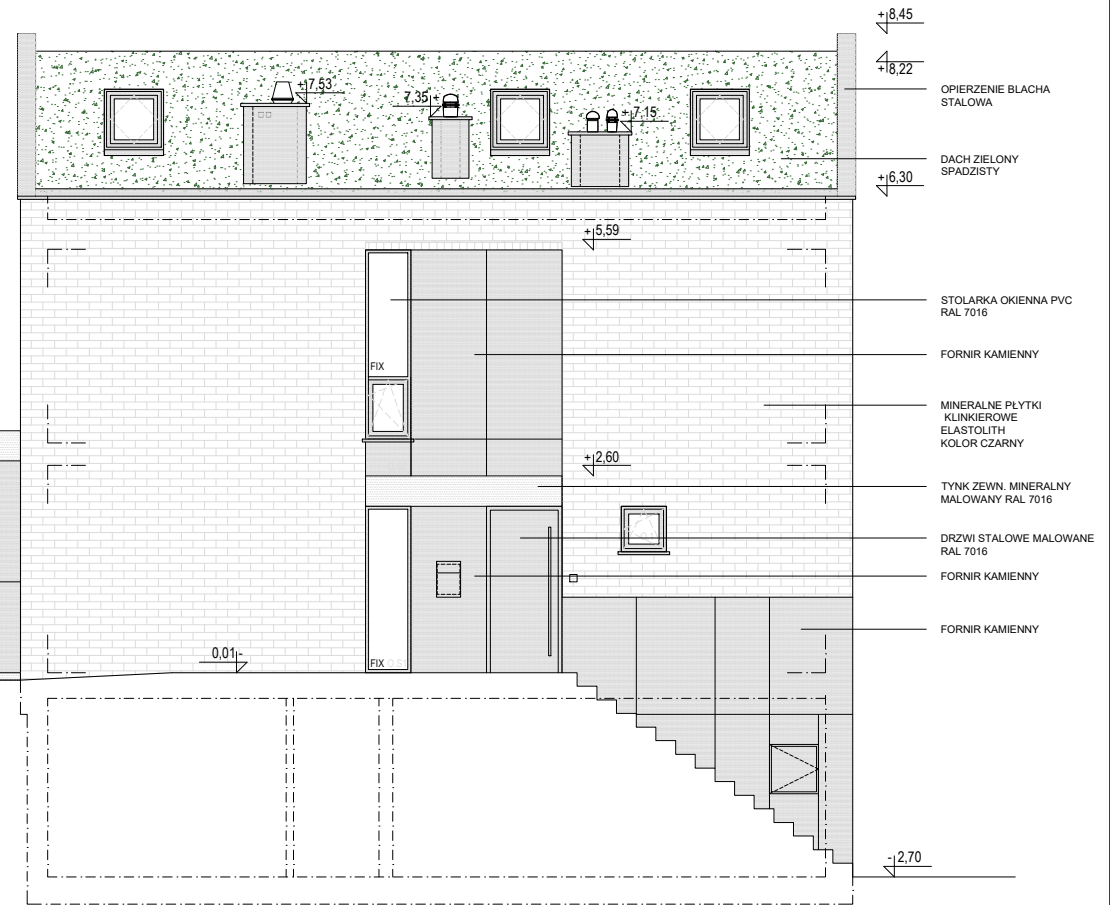 +8,45
+8,22
OPIERZENIE BLACHA
STALOWA
+7,53
7,35+
+7,15
DACH ZIELONY
SPADZISTY
+6,30
+5,59
STOLARKA OKIENNA PVC
RAL 7016
FORNIR KAMIENNY
FIX
MINERALNE PŁYTKI
KLINKIEROWE
ELASTOLITH
KOLOR CZARNY
+2,60
TYNK ZEWN. MINERALNY
MALOWANY RAL 7016
DRZWI STALOWE MALOWANE
RAL 7016
FORNIR KAMIENNY
FORNIR KAMIENNY
0,01-
FIX
-2,70